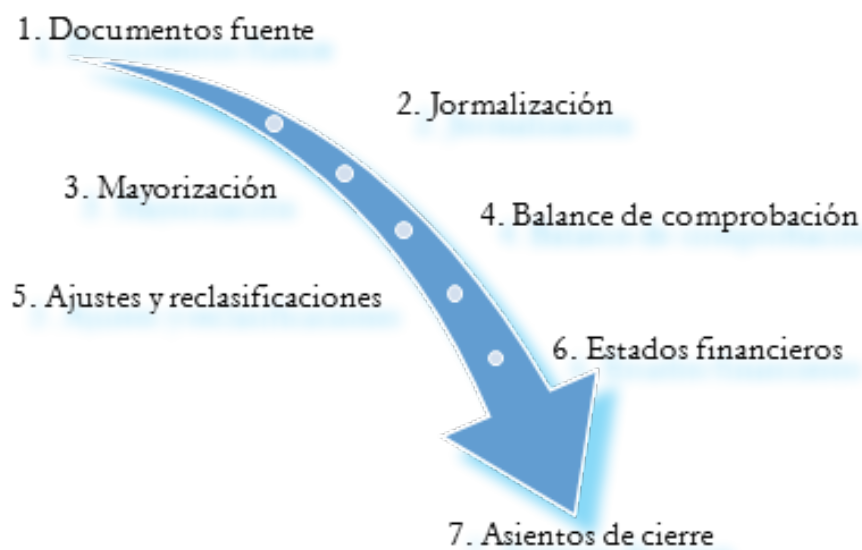 1. Documentos fuente
2. Jormalización
3. Mayorización
4. Balance de comprobación
5. Ajustes y reclasificaciones
6. Estados financieros
7. Asientos de cierre